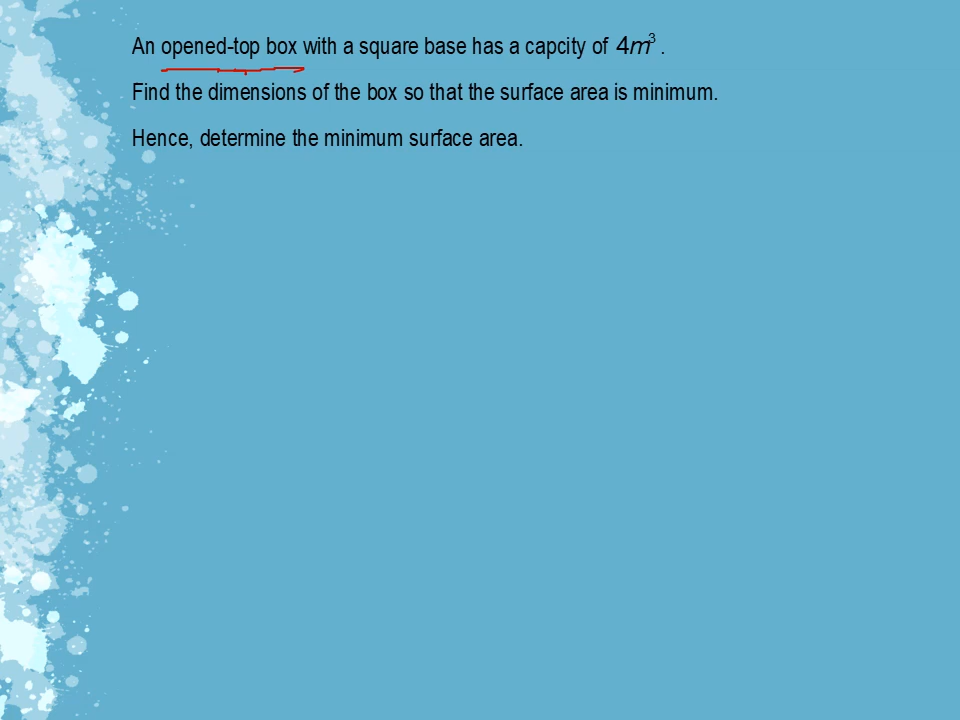 An opened-top box with a square base has a capcity of 4m³ .
Find the dimensions of the box so that the surface area is minimum.
Hence, determine the minimum surface area.